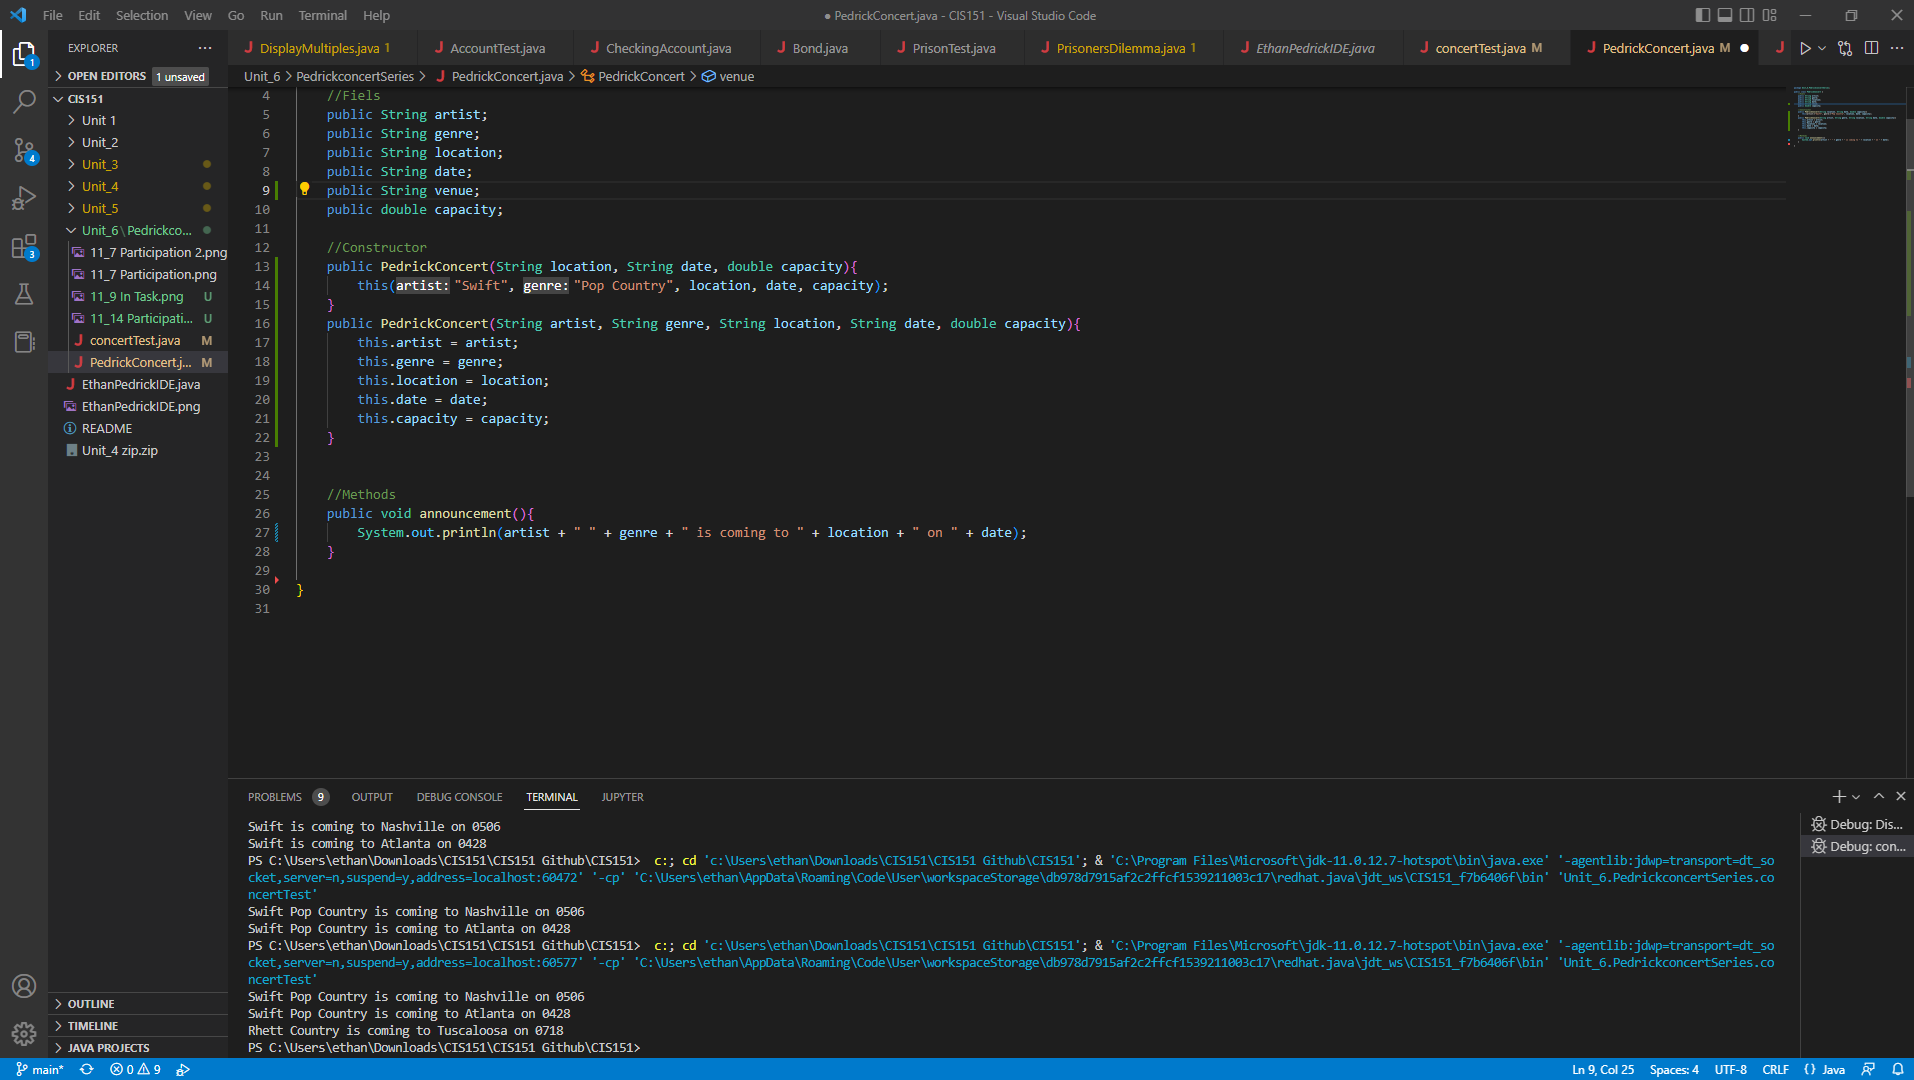 File Edit Selection View Go Run Terminal Help
● PedrickConcert.java - CIS151 - Visual Studio Code
EXPLORER ...
DisplayMultiples.java 1 AccountTest.java CheckingAccount.java Bond.java PrisonTest.java PrisonersDilemma.java 1 EthanPedrickIDE.java concertTest.java M PedrickConcert.java M ●
OPEN EDITORS 1 unsaved
Unit_6 > PedrickconcertSeries > PedrickConcert.java > PedrickConcert > venue
CIS151
Unit 1
Unit_2
Unit_3
Unit_4
Unit_5
Unit_6\Pedrickco...
11_7 Participation 2.png
11_7 Participation.png
11_9 In Task.png U
11_14 Participati... U
concertTest.java M
PedrickConcert.j... M
EthanPedrickIDE.java
EthanPedrickIDE.png
README
Unit_4 zip.zip
OUTLINE
TIMELINE
JAVA PROJECTS
1
4
3
4 //Fiels
5 public String artist;
6 public String genre;
7 public String location;
8 public String date;
9 public String venue;
10 public double capacity;
11
12 //Constructor
13 public PedrickConcert(String location, String date, double capacity){
14 this(artist: "Swift", genre: "Pop Country", location, date, capacity);
15 }
16 public PedrickConcert(String artist, String genre, String location, String date, double capacity){
17 this.artist = artist;
18 this.genre = genre;
19 this.location = location;
20 this.date = date;
21 this.capacity = capacity;
22 }
23
24
25 //Methods
26 public void announcement(){
27 System.out.println(artist + " " + genre + " is coming to " + location + " on " + date);
28 }
29
30 }
31
PROBLEMS 9 OUTPUT DEBUG CONSOLE TERMINAL JUPYTER
Swift is coming to Nashville on 0506
Swift is coming to Atlanta on 0428
PS C:\Users\ethan\Downloads\CIS151\CIS151 Github\CIS151> c:; cd 'c:\Users\ethan\Downloads\CIS151\CIS151 Github\CIS151'; & 'C:\Program Files\Microsoft\jdk-11.0.12.7-hotspot\bin\java.exe' '-agentlib:jdwp=transport=dt_so
cket,server=n,suspend=y,address=localhost:60472' '-cp' 'C:\Users\ethan\AppData\Roaming\Code\User\workspaceStorage\db978d7915af2c2ffcf1539211003c17\redhat.java\jdt_ws\CIS151_f7b6406f\bin' 'Unit_6.PedrickconcertSeries.co
ncertTest'
Swift Pop Country is coming to Nashville on 0506
Swift Pop Country is coming to Atlanta on 0428
PS C:\Users\ethan\Downloads\CIS151\CIS151 Github\CIS151> c:; cd 'c:\Users\ethan\Downloads\CIS151\CIS151 Github\CIS151'; & 'C:\Program Files\Microsoft\jdk-11.0.12.7-hotspot\bin\java.exe' '-agentlib:jdwp=transport=dt_so
cket,server=n,suspend=y,address=localhost:60577' '-cp' 'C:\Users\ethan\AppData\Roaming\Code\User\workspaceStorage\db978d7915af2c2ffcf1539211003c17\redhat.java\jdt_ws\CIS151_f7b6406f\bin' 'Unit_6.PedrickconcertSeries.co
ncertTest'
Swift Pop Country is coming to Nashville on 0506
Swift Pop Country is coming to Atlanta on 0428
Rhett Country is coming to Tuscaloosa on 0718
PS C:\Users\ethan\Downloads\CIS151\CIS151 Github\CIS151>
Debug: Dis...
Debug: con...
main* 0 9 Ln 9, Col 25 Spaces: 4 UTF-8 CRLF {} Java